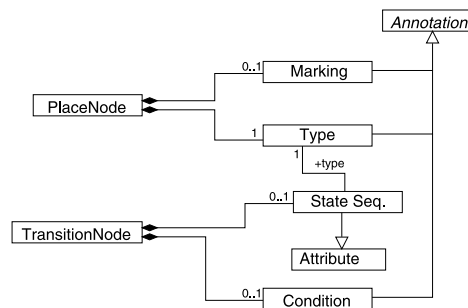 Annotation
0..1
Marking
PlaceNode
1
Type
1
+type
0..1
State Seq.
TransitionNode
Attribute
0..1
Condition